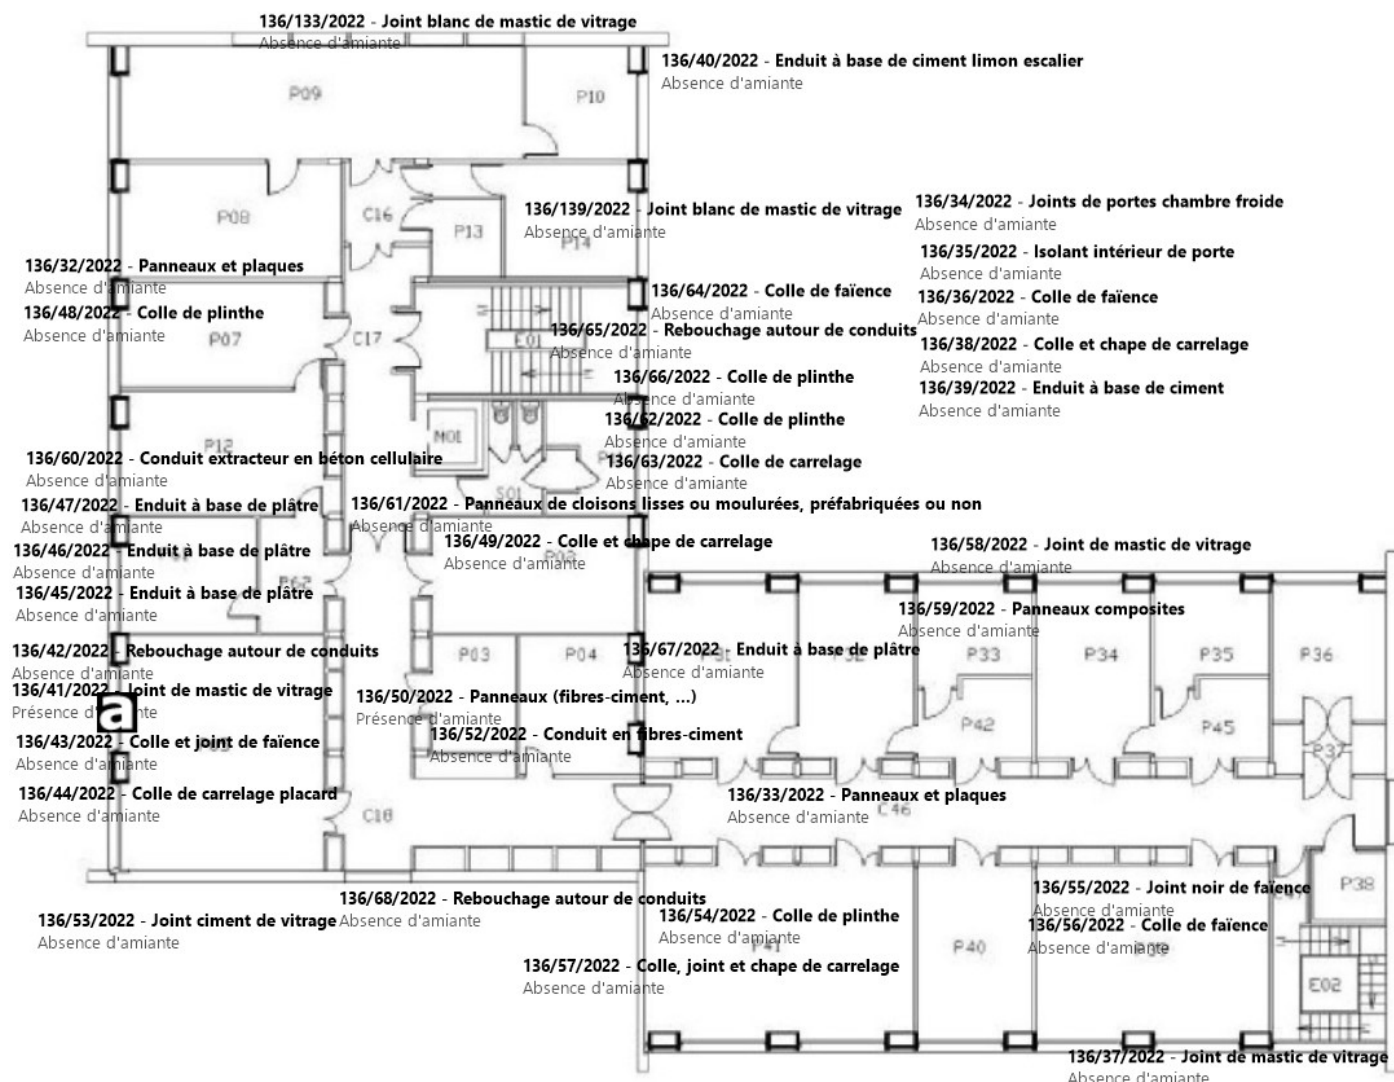 136/133/2022 - Joint blanc de mastic de vitrage
Absence d'amiante
136/40/2022 - Enduit à base de ciment limon escalier
Absence d'amiante
P09
P10
136/139/2022 - Joint blanc de mastic de vitrage
Absence d'amiante
136/34/2022 - Joints de portes chambre froide
Absence d'amiante
P08
C16
P13
P14
136/35/2022 - Isolant intérieur de porte
Absence d'amiante
136/32/2022 - Panneaux et plaques
Absence d'amiante
136/64/2022 - Colle de faïence
Absence d'amiante
136/36/2022 - Colle de faïence
Absence d'amiante
136/48/2022 - Colle de plinthe
Absence d'amiante
136/65/2022 - Rebouchage autour de conduits
Absence d'amiante
P07
C17
E01
136/38/2022 - Colle et chape de carrelage
Absence d'amiante
136/66/2022 - Colle de plinthe
Absence d'amiante
136/39/2022 - Enduit à base de ciment
Absence d'amiante
136/62/2022 - Colle de plinthe
Absence d'amiante
P12
M01
136/60/2022 - Conduit extracteur en béton cellulaire
Absence d'amiante
136/63/2022 - Colle de carrelage
Absence d'amiante
S01
136/47/2022 - Enduit à base de plâtre
Absence d'amiante
136/61/2022 - Panneaux de cloisons lisses ou moulurées, préfabriquées ou non
Absence d'amiante
136/46/2022 - Enduit à base de plâtre
Absence d'amiante
136/49/2022 - Colle et chape de carrelage
Absence d'amiante
136/58/2022 - Joint de mastic de vitrage
Absence d'amiante
P62
136/45/2022 - Enduit à base de plâtre
Absence d'amiante
136/59/2022 - Panneaux composites
Absence d'amiante
136/42/2022 - Rebouchage autour de conduits
Absence d'amiante
P03
P04
136/67/2022 - Enduit à base de plâtre
Absence d'amiante
P31
P32
P33
P34
P35
P36
136/41/2022 - Joint de mastic de vitrage
Présence d'amiante
a
136/50/2022 - Panneaux (fibres-ciment, ...)
Présence d'amiante
P42
P45
136/43/2022 - Colle et joint de faïence
Absence d'amiante
136/52/2022 - Conduit en fibres-ciment
Absence d'amiante
P37
136/44/2022 - Colle de carrelage placard
Absence d'amiante
C18
136/33/2022 - Panneaux et plaques
Absence d'amiante
C46
136/68/2022 - Rebouchage autour de conduits
Absence d'amiante
136/55/2022 - Joint noir de faïence
Absence d'amiante
P38
136/53/2022 - Joint ciment de vitrage
Absence d'amiante
136/54/2022 - Colle de plinthe
Absence d'amiante
136/56/2022 - Colle de faïence
Absence d'amiante
P41
P40
136/57/2022 - Colle, joint et chape de carrelage
Absence d'amiante
E02
136/37/2022 - Joint de mastic de vitrage
Absence d'amiante